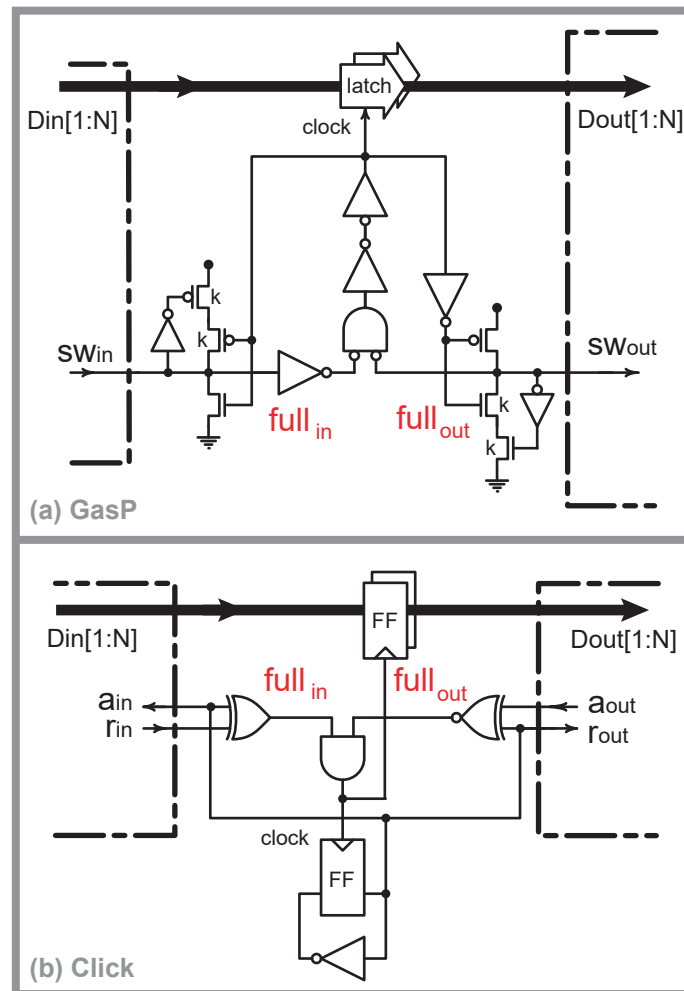 latch
Din[1:N]
Dout[1:N]
clock
k
k
swin
swout
full in
full out
k
k
(a) GasP
FF
Din[1:N]
Dout[1:N]
full in
full out
ain
aout
rin
rout
clock
FF
(b) Click